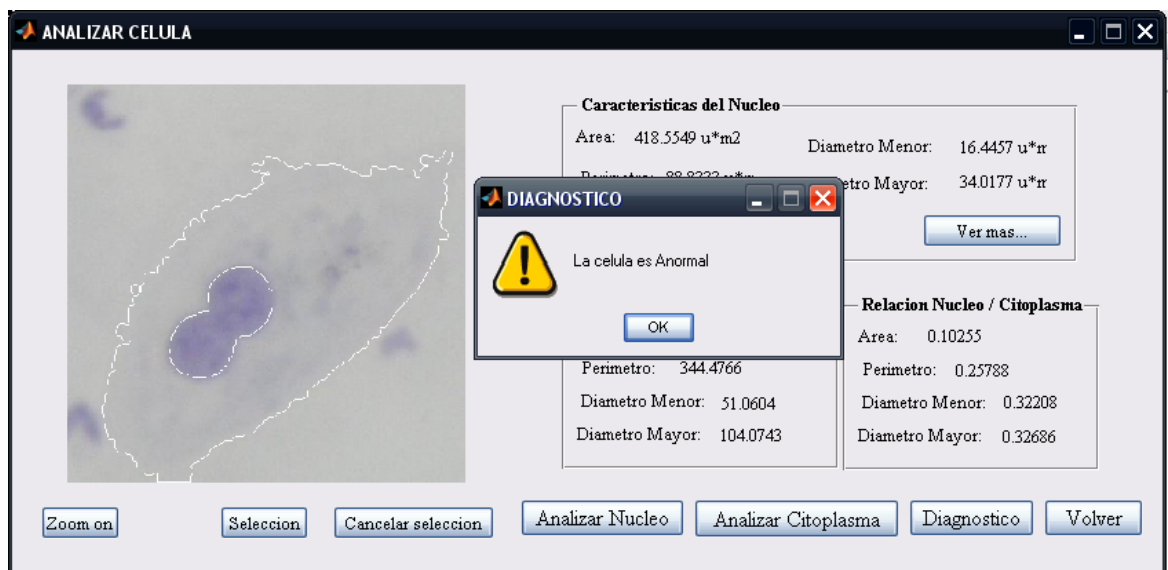 ANALIZAR CELULA
Caracteristicas del Nucleo
Area: 418.5549 u*m2
Diametro Menor: 16.4457 u*m
Diametro Mayor: 34.0177 u*m
Ver mas...
DIAGNOSTICO
La celula es Anormal
OK
Perimetro: 344.4766
Diametro Menor: 51.0604
Diametro Mayor: 104.0743
Relacion Nucleo / Citoplasma
Area: 0.10255
Perimetro: 0.25788
Diametro Menor: 0.32208
Diametro Mayor: 0.32686
Zoom on
Seleccion
Cancelar seleccion
Analizar Nucleo
Analizar Citoplasma
Diagnostico
Volver